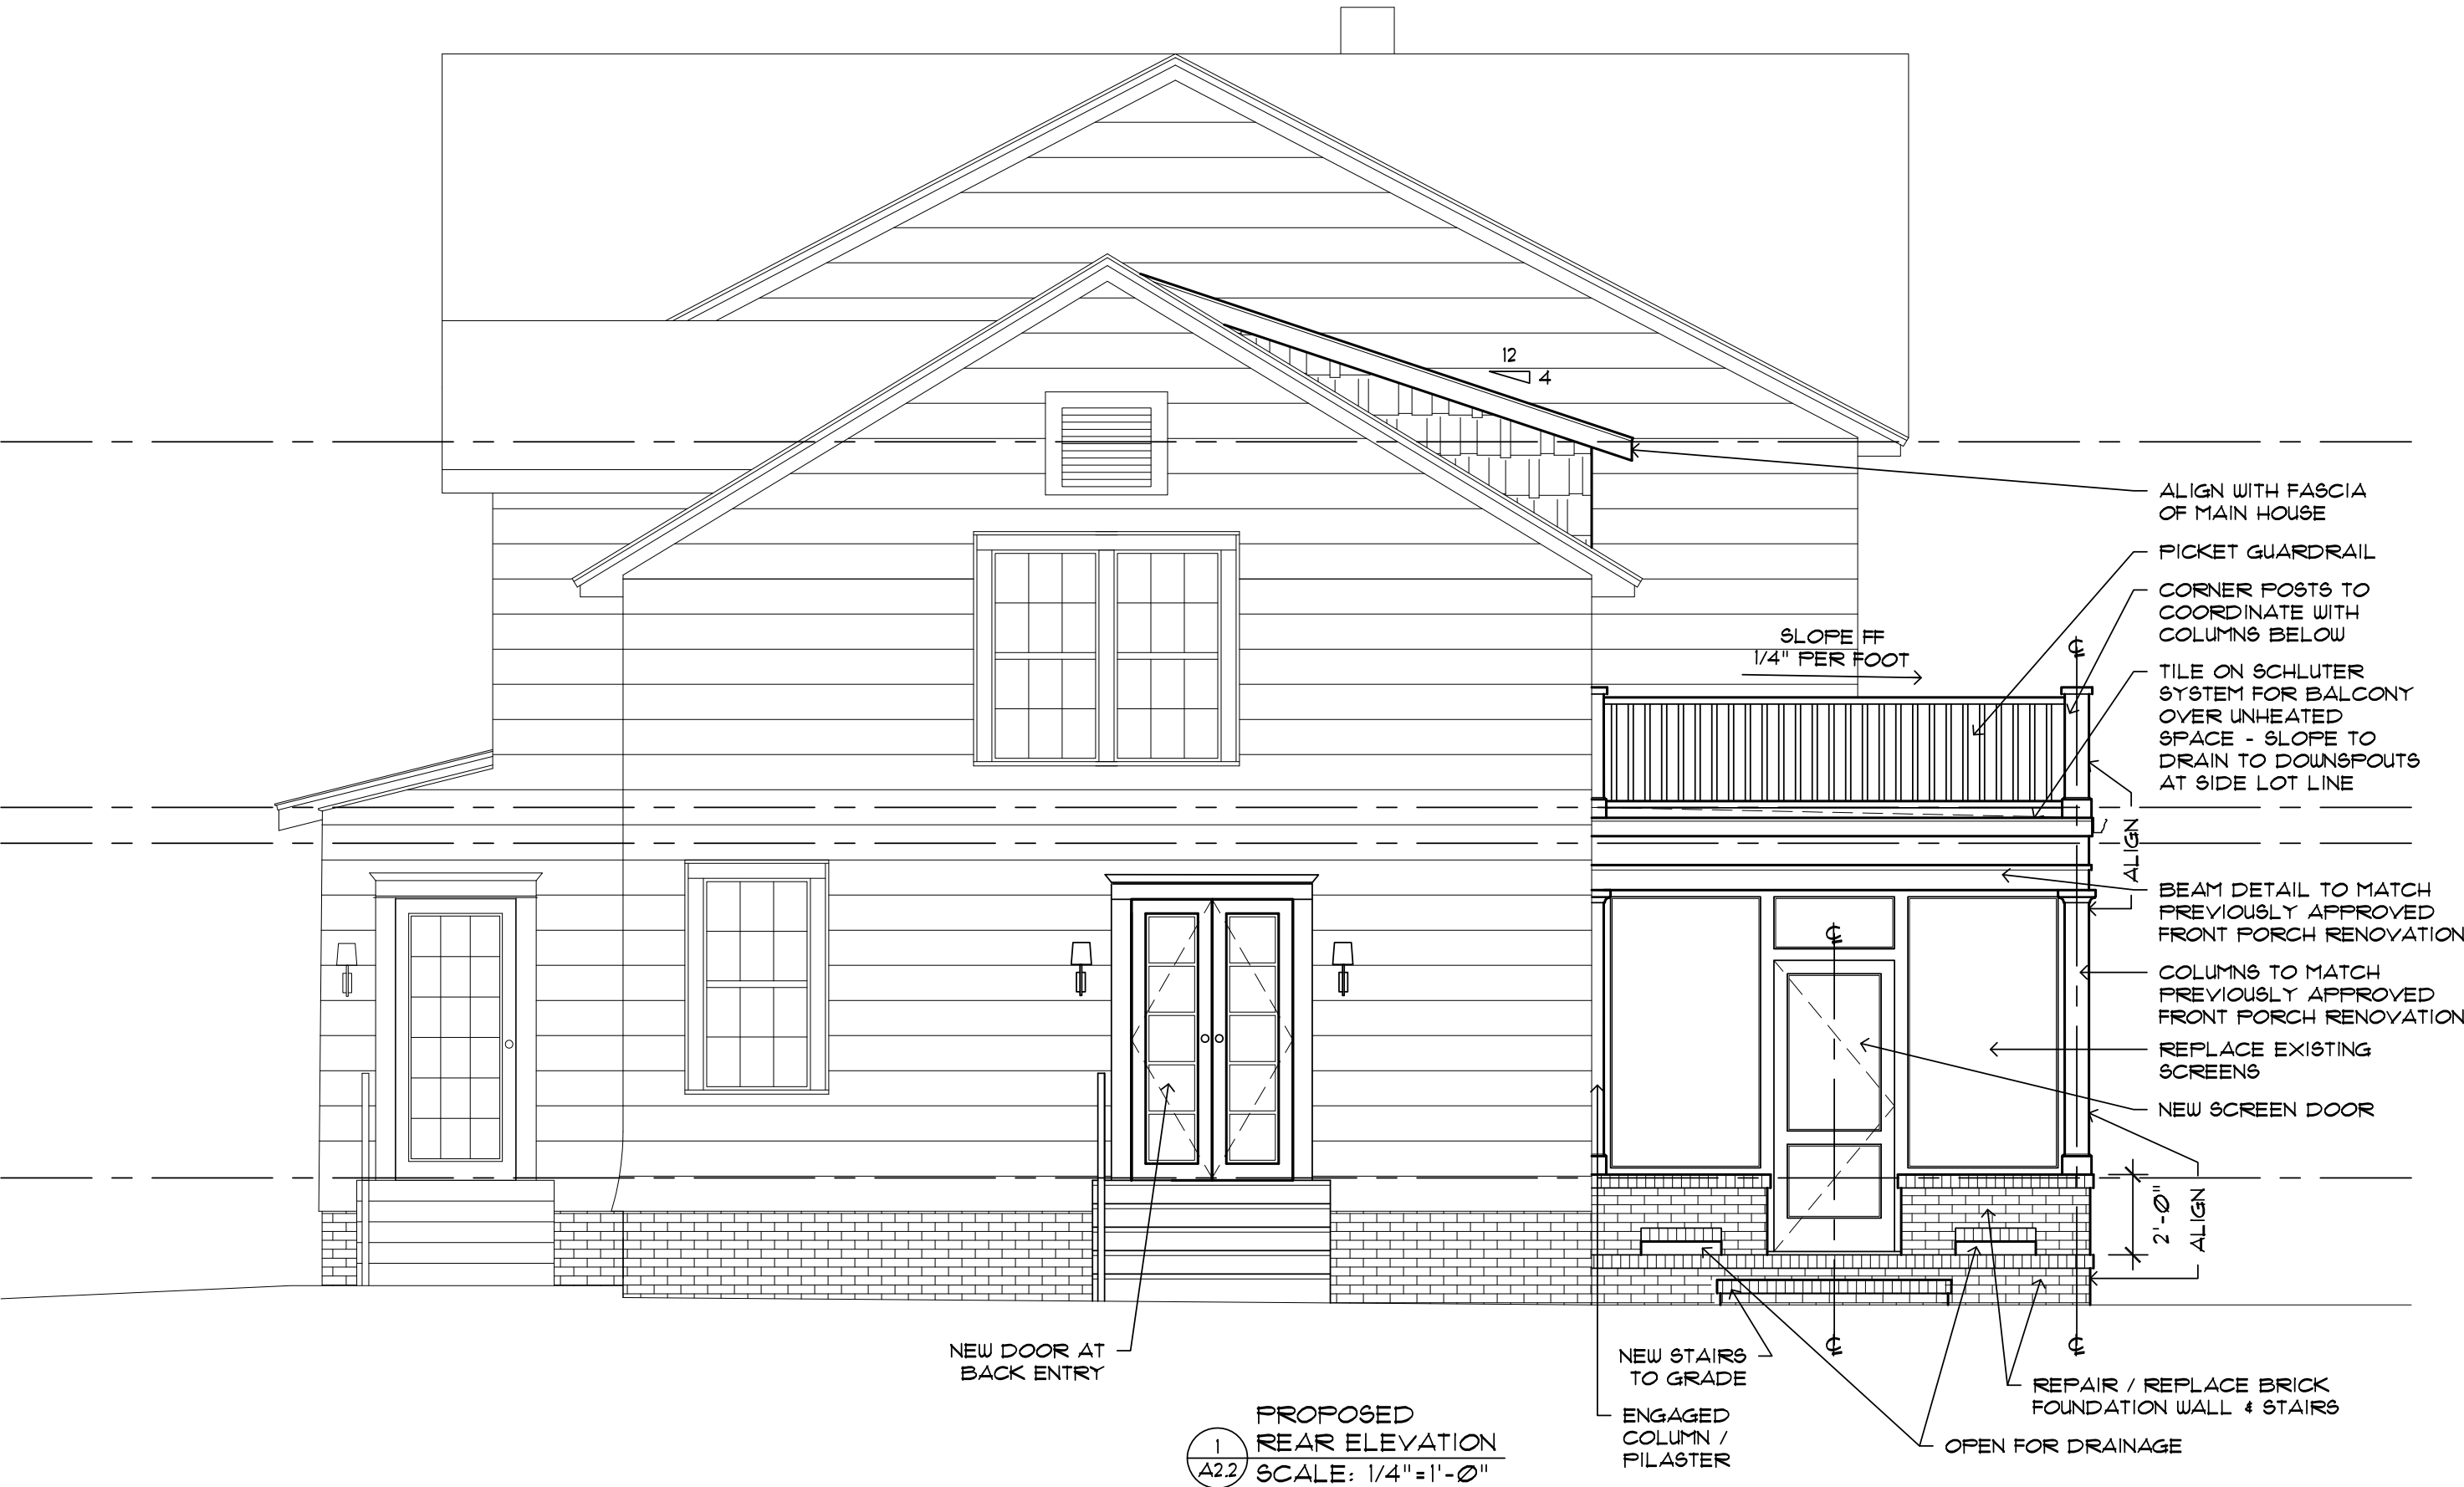 12
4
ALIGN WITH FASCIA
OF MAIN HOUSE
PICKET GUARDRAIL
CORNER POSTS TO
COORDINATE WITH
COLUMNS BELOW
SLOPE FF
1/4" PER FOOT
℄
TILE ON SCHLUTER
SYSTEM FOR BALCONY
OVER UNHEATED
SPACE - SLOPE TO
DRAIN TO DOWNSPOUTS
AT SIDE LOT LINE
ALIGN
BEAM DETAIL TO MATCH
PREVIOUSLY APPROVED
FRONT PORCH RENOVATION
℄
COLUMNS TO MATCH
PREVIOUSLY APPROVED
FRONT PORCH RENOVATION
REPLACE EXISTING
SCREENS
NEW SCREEN DOOR
2'-0"
ALIGN
NEW DOOR AT
BACK ENTRY
℄
℄
NEW STAIRS
TO GRADE
REPAIR / REPLACE BRICK
FOUNDATION WALL & STAIRS
ENGAGED
COLUMN /
PILASTER
OPEN FOR DRAINAGE
1
A2.2
PROPOSED
REAR ELEVATION
SCALE: 1/4"=1'-0"